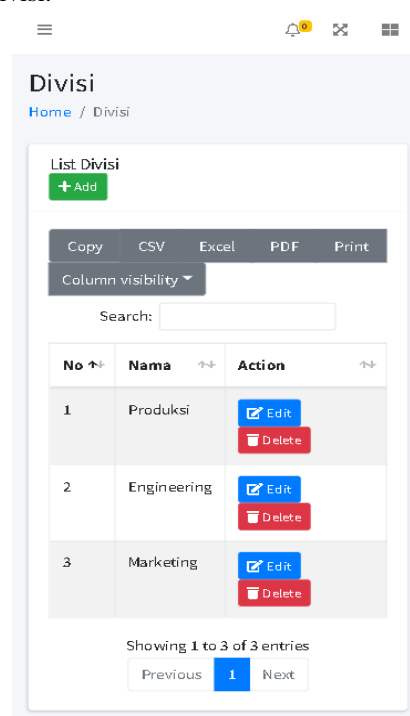 Divisi
Home / Divisi
List Divisi
+ Add
Copy CSV Excel PDF Print
Column visibility
Search:
No Nama Action
1 Produksi Edit
Delete
2 Engineering Edit
Delete
3 Marketing Edit
Delete
Showing 1 to 3 of 3 entries
Previous 1 Next